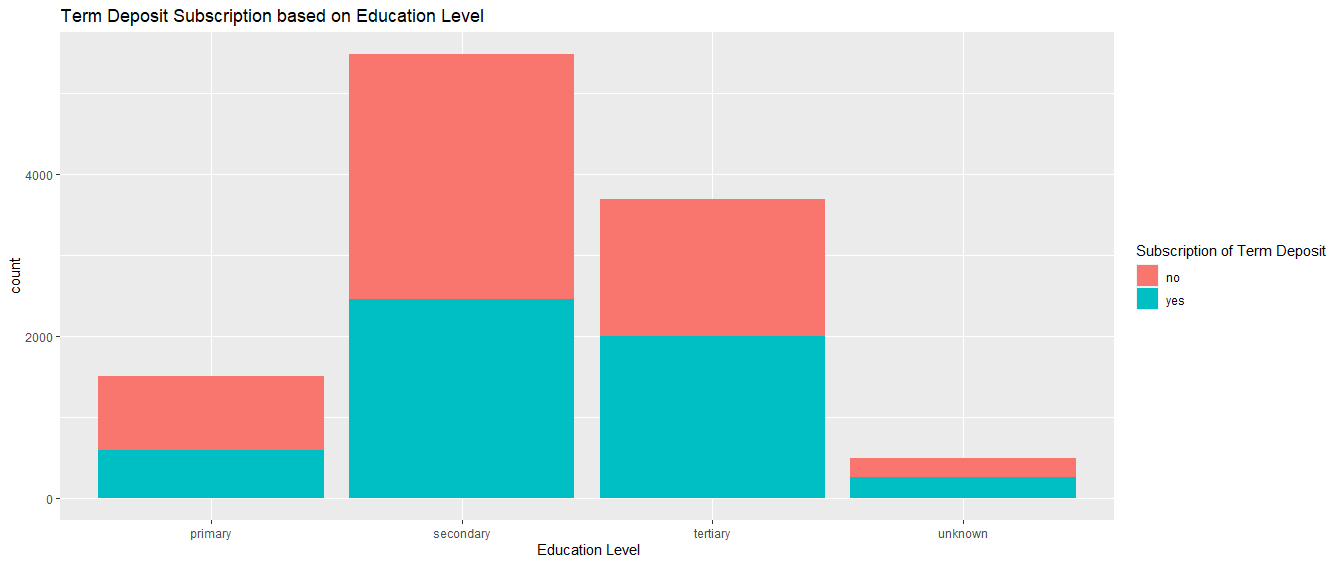 Term Deposit Subscription based on Education Level
4000
2000
0
count
primary
secondary
tertiary
unknown
Education Level
Subscription of Term Deposit
no
yes